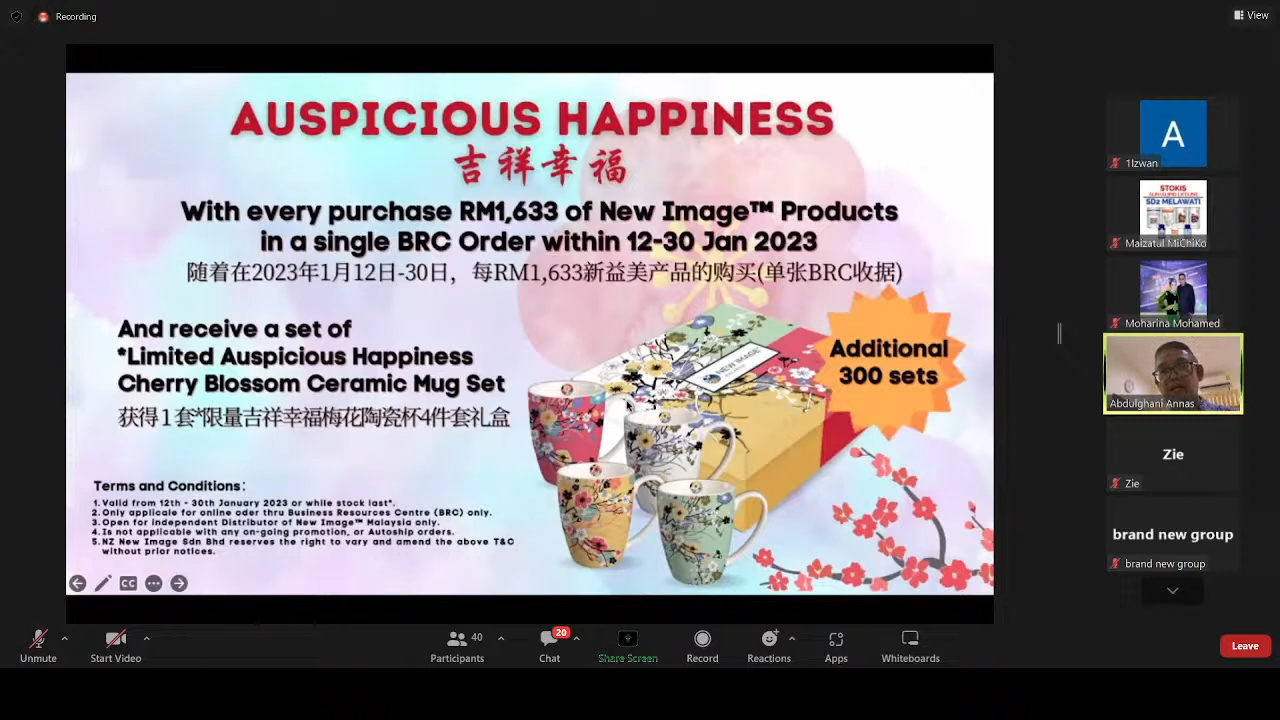 Recording
View
AUSPICIOUS HAPPINESS
吉祥幸福
With every purchase RM1,633 of New Image™ Products
in a single BRC Order within 12-30 Jan 2023
随着在2023年1月12日-30日，每RM1,633新益美产品的购买(单张BRC收据)
And receive a set of
*Limited Auspicious Happiness
Cherry Blossom Ceramic Mug Set
获得1套*限量吉祥幸福梅花陶瓷杯4件套礼盒
NEW IMAGE
Additional
300 sets
Terms and Conditions:
1. Valid from 12th - 30th January 2023 or while stock last*.
2. Only applicale for online oder thru Business Resources Centre (BRC) only.
3. Open for independent Distributor of New Image™ Malaysia only.
4. Is not applicable with any on-going promotion, or Autoship orders.
5. NZ New Image Sdn Bhd reserves the right to vary and amend the above T&C
without prior notices.
CC
A
1Izwan
STOKIS
SDz MELAWATI
Maizatul MiChiKo
Moharina Mohamed
Abdulghani Annas
Zie
Zie
brand new group
brand new group
Unmute
Start Video
40
Participants
20
Chat
Share Screen
Record
Reactions
Apps
Whiteboards
Leave